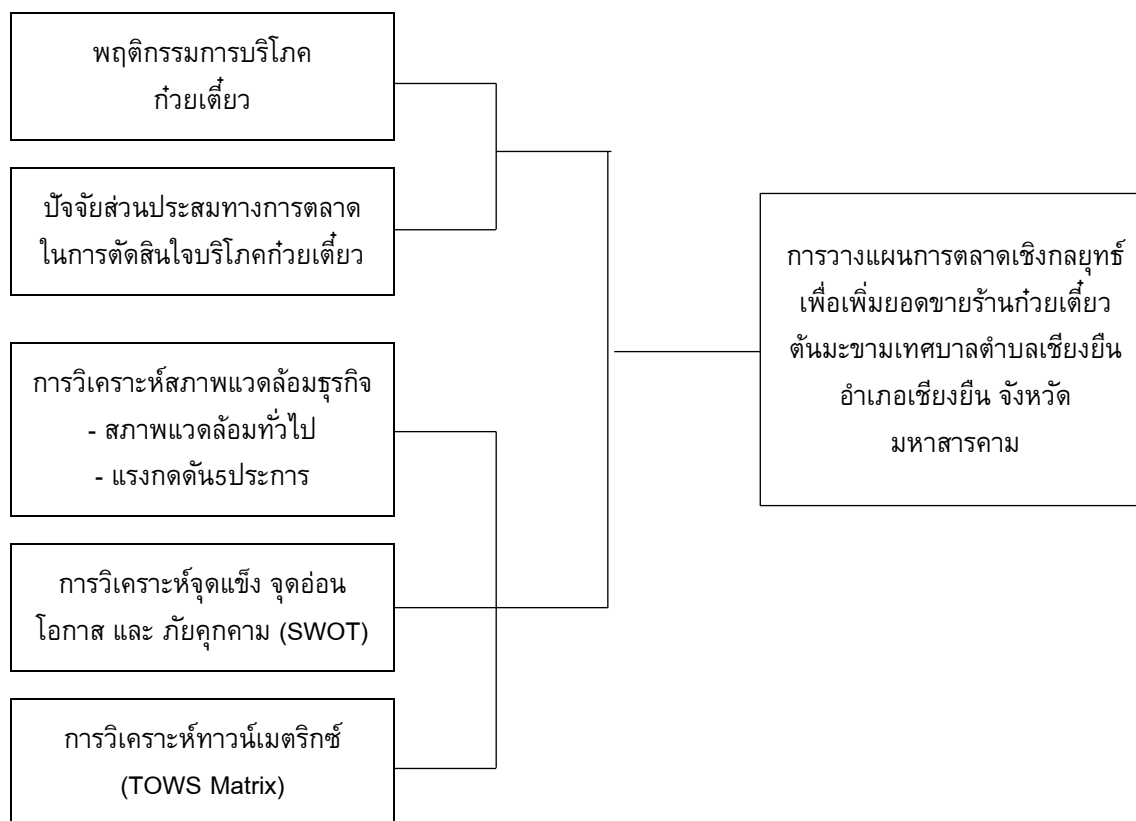 พฤติกรรมการบริโภค
ก๋วยเตี๋ยว
ปัจจัยส่วนประสมทางการตลาด
ในการตัดสินใจบริโภคก๋วยเตี๋ยว
การวิเคราะห์สภาพแวดล้อมธุรกิจ
- สภาพแวดล้อมทั่วไป
- แรงกดดัน5ประการ
การวิเคราะห์จุดแข็ง จุดอ่อน
โอกาส และ ภัยคุกคาม (SWOT)
การวิเคราะห์ทาวน์เมตริกซ์
(TOWS Matrix)
การวางแผนการตลาดเชิงกลยุทธ์
เพื่อเพิ่มยอดขายร้านก๋วยเตี๋ยว
ต้นมะขามเทศบาลตำบลเชียงยืน
อำเภอเชียงยืน จังหวัด
มหาสารคาม